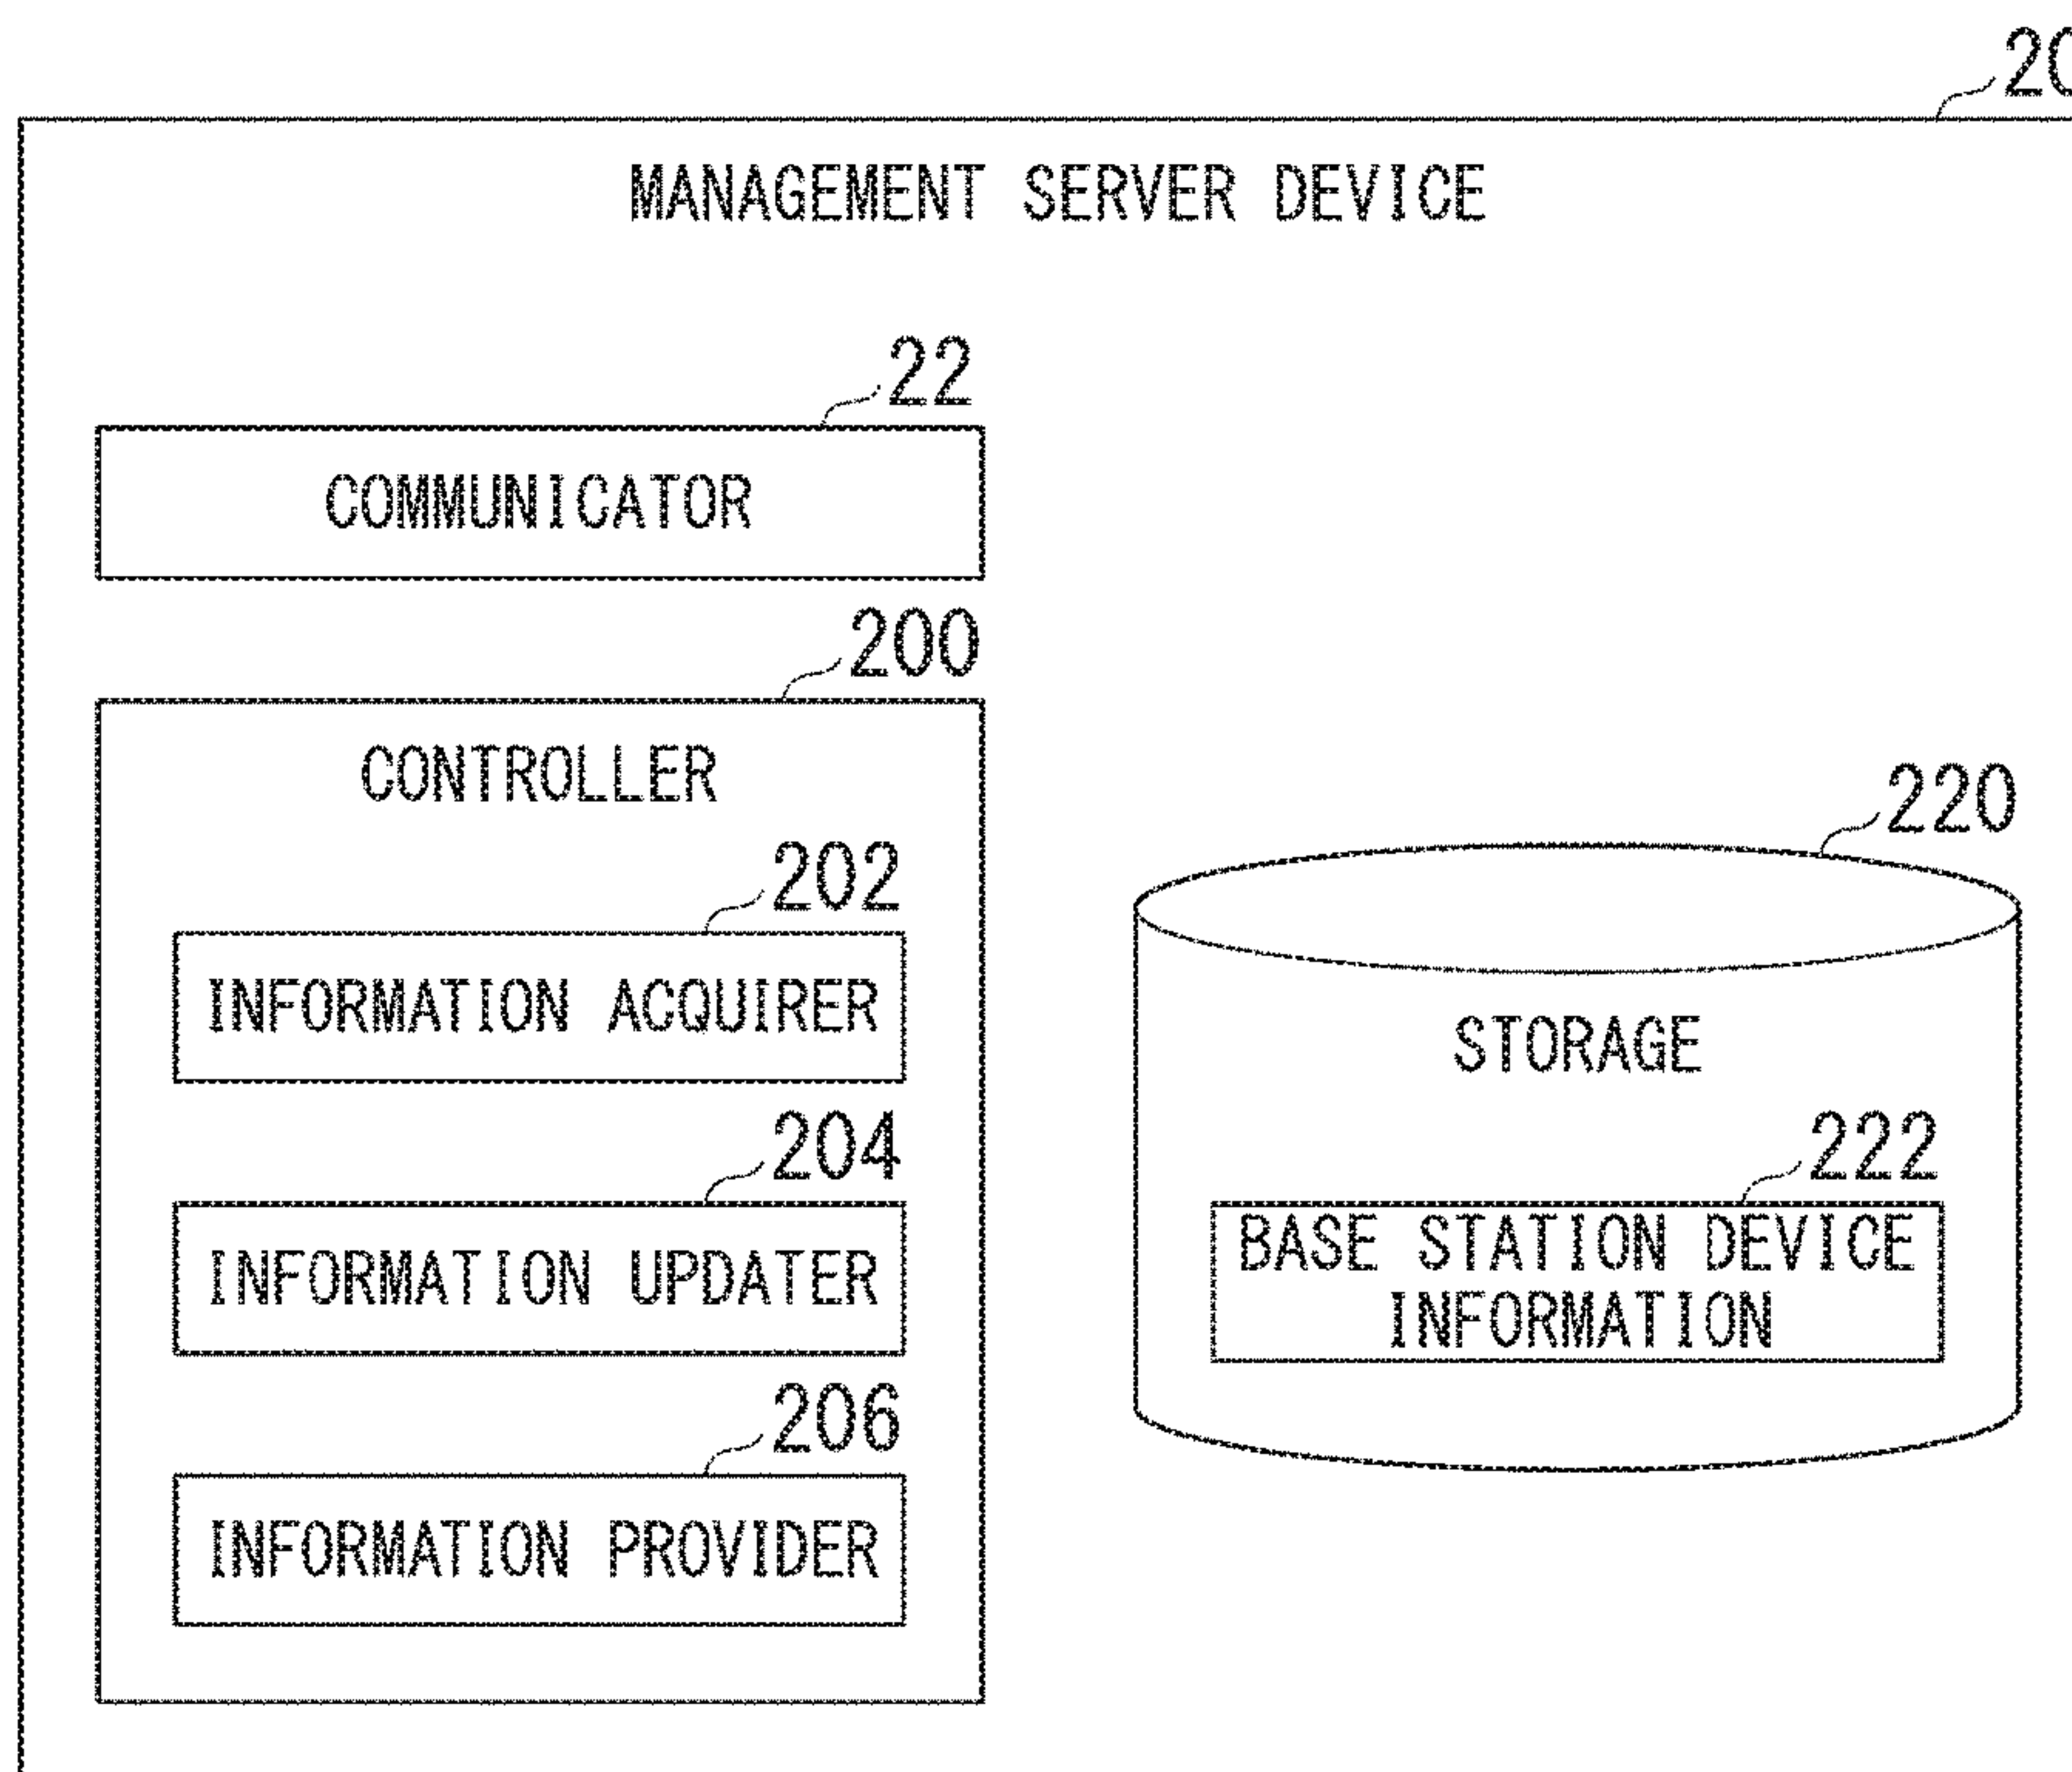 20
MANAGEMENT SERVER DEVICE
22
COMMUNICATOR
200
CONTROLLER
202
INFORMATION ACQUIRER
204
INFORMATION UPDATER
206
INFORMATION PROVIDER
220
STORAGE
222
BASE STATION DEVICE
INFORMATION